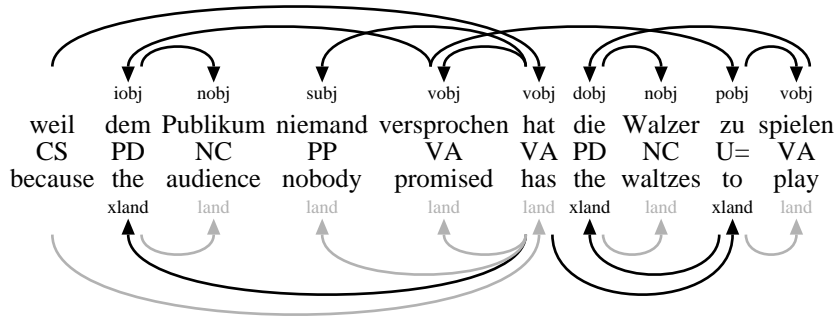 iobj nobj subj vobj vobj dobj nobj pobj vobj
weil dem Publikum niemand versprochen hat die Walzer zu spielen
CS PD NC PP VA VA PD NC U= VA
because the audience nobody promised has the waltzes to play
xland land land land land xland land xland land